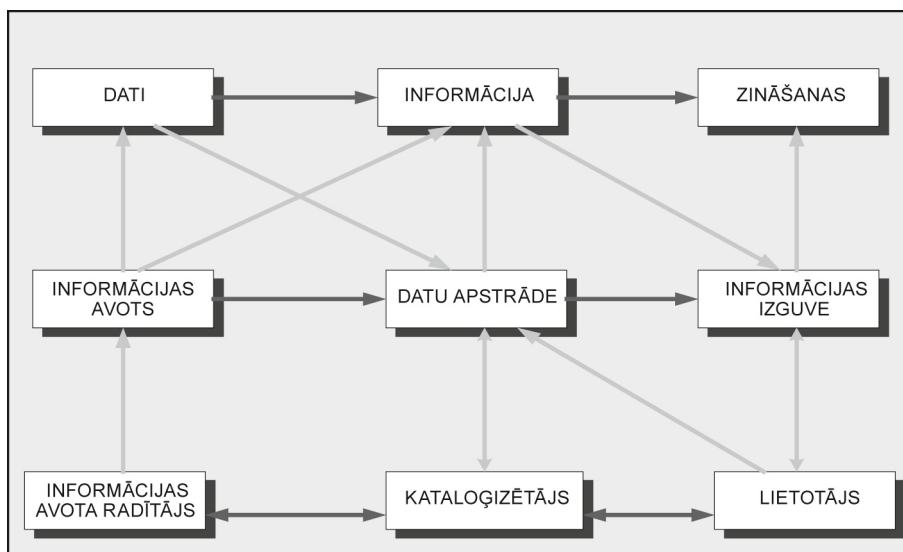 DATI
INFORMĀCIJA
ZINĀŠANAS
INFORMĀCIJAS
AVOTS
DATU APSTRĀDE
INFORMĀCIJAS
IZGUVE
INFORMĀCIJAS
AVOTA RADĪTĀJS
KATALOĢIZĒTĀJS
LIETOTĀJS